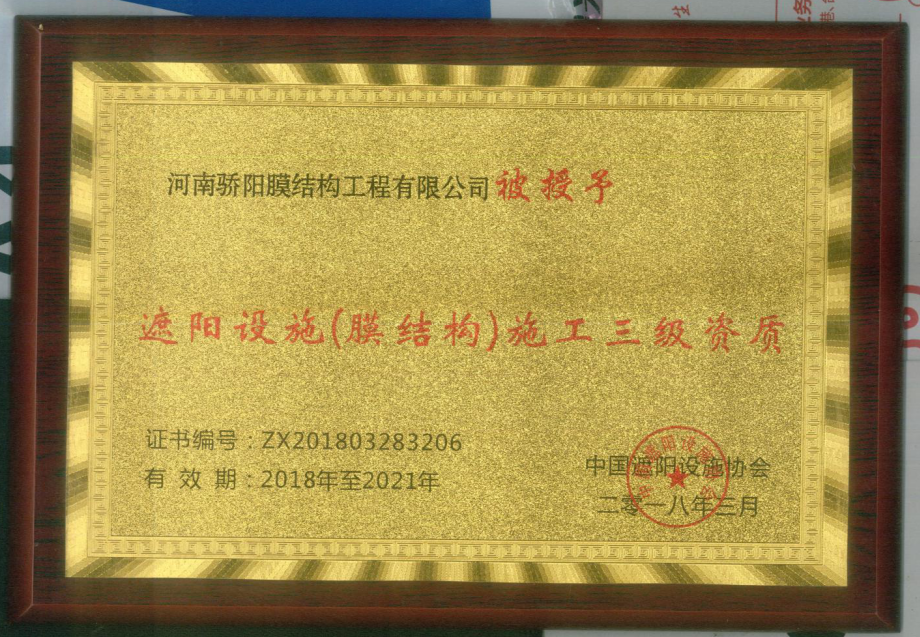 河南骄阳膜结构工程有限公司被授予
遮阳设施(膜结构)施工三级资质
证书编号:ZX201803283206
有 效 期:2018年至2021年
中国遮阳设施协会
二零一八年三月